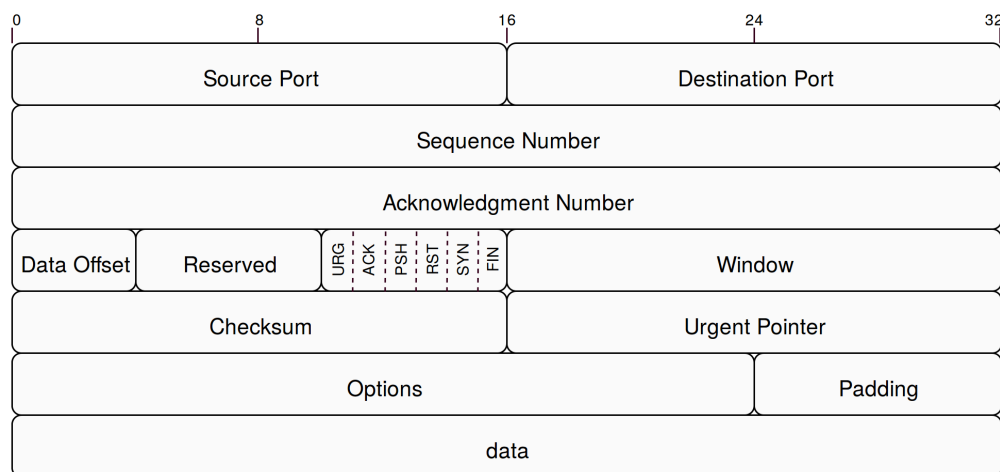 0 8 16 24 32
Source Port Destination Port
Sequence Number
Acknowledgment Number
Data Offset Reserved URG ACK PSH RST SYN FIN Window
Checksum Urgent Pointer
Options Padding
data